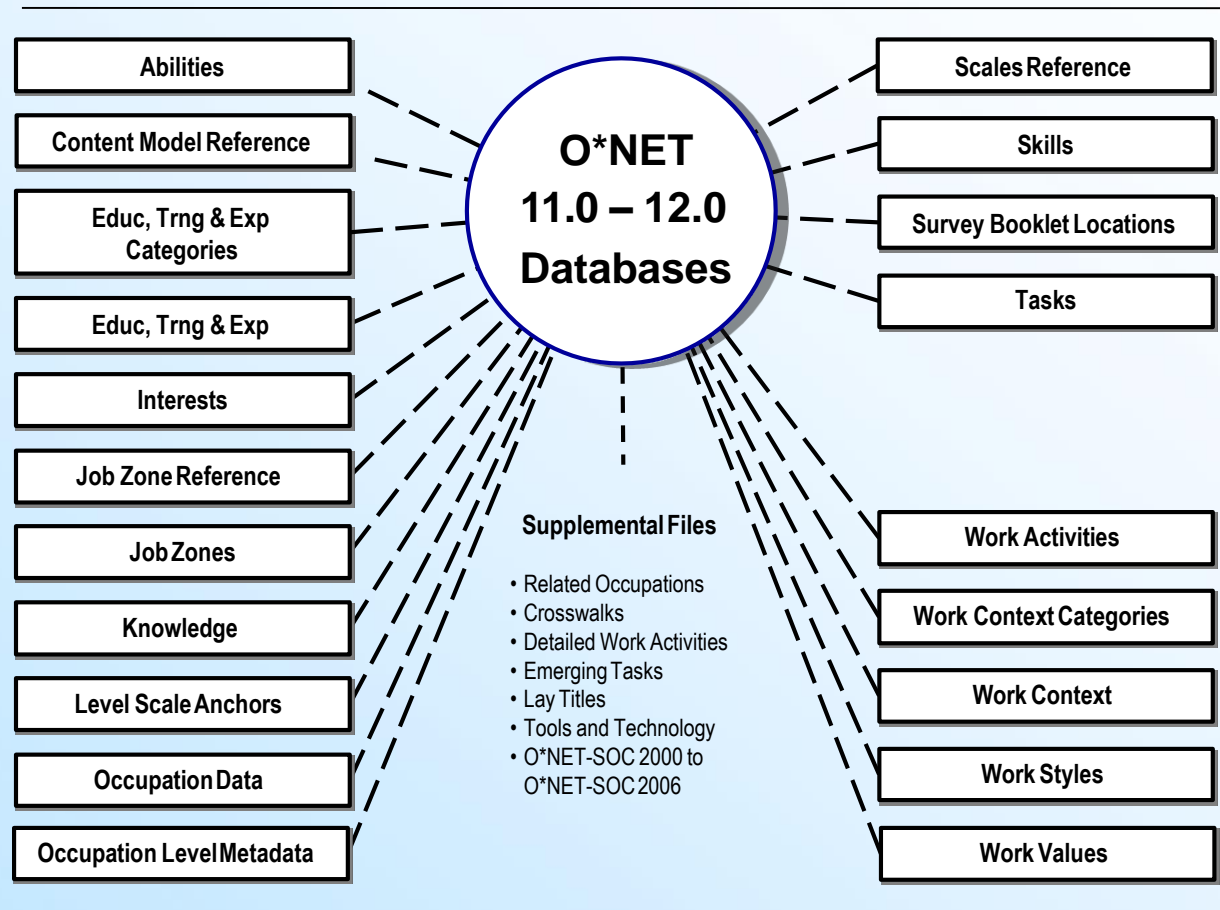 Abilities
Content Model Reference
Educ, Trng & Exp
Categories
Educ, Trng & Exp
Interests
Job Zone Reference
Job Zones
Knowledge
Level Scale Anchors
Occupation Data
Occupation Level Metadata
O*NET
11.0 – 12.0
Databases
Supplemental Files
• Related Occupations
• Crosswalks
• Detailed Work Activities
• Emerging Tasks
• Lay Titles
• Tools and Technology
• O*NET-SOC 2000 to
O*NET-SOC 2006
Scales Reference
Skills
Survey Booklet Locations
Tasks
Work Activities
Work Context Categories
Work Context
Work Styles
Work Values